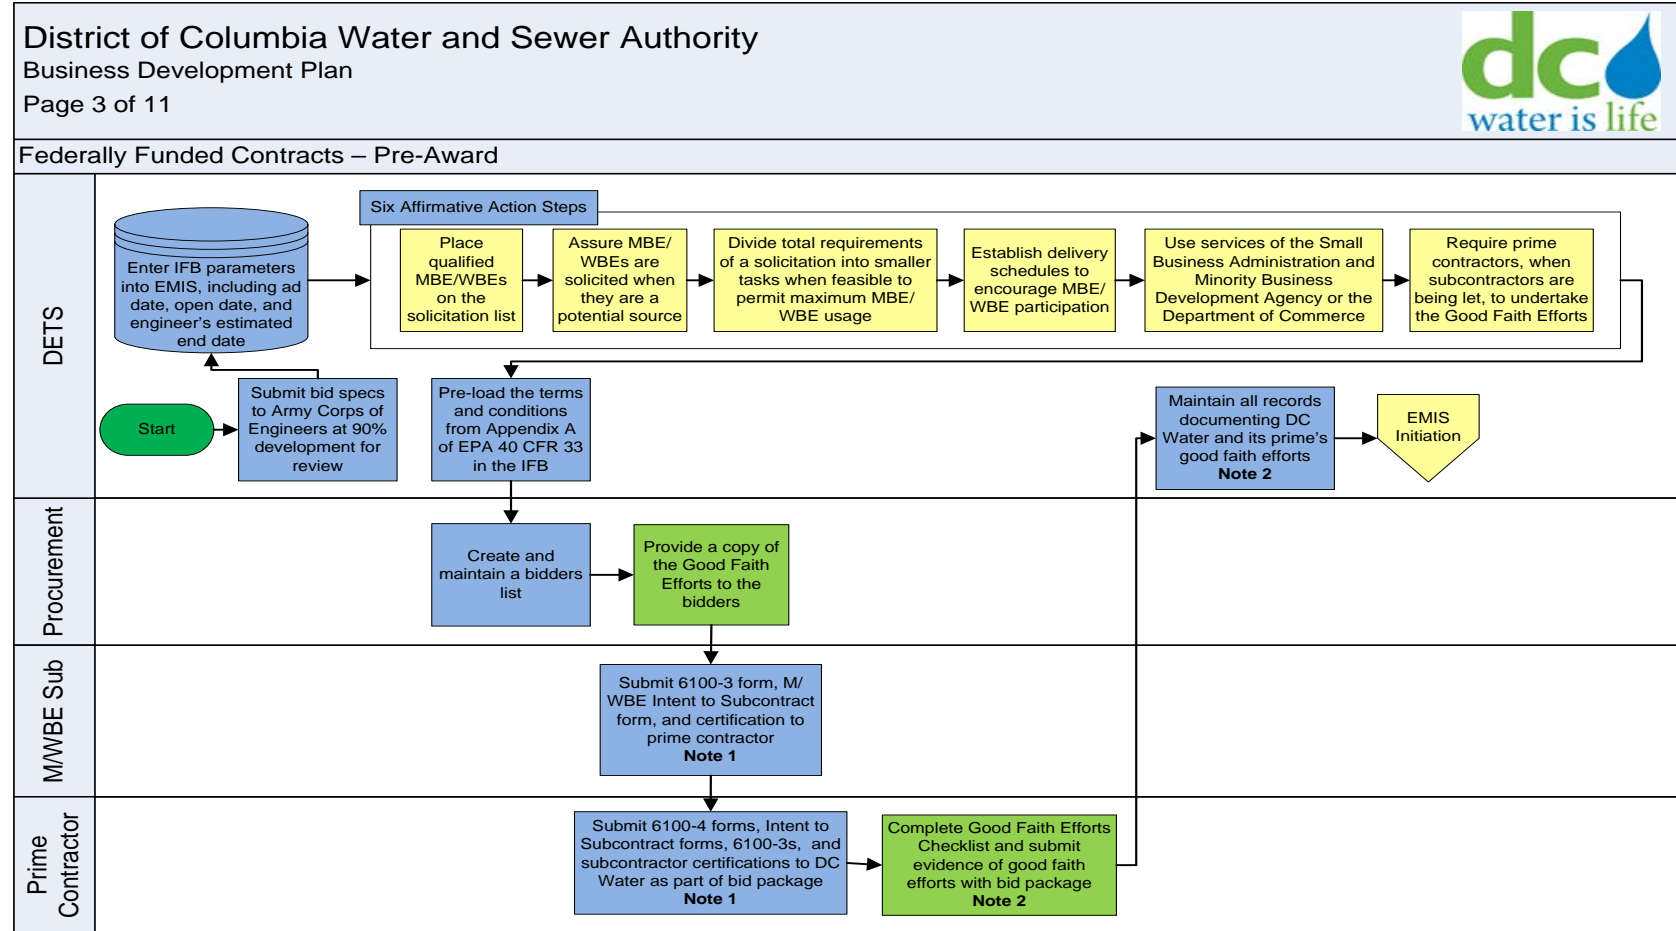 District of Columbia Water and Sewer Authority
Business Development Plan
Page 3 of 11
dc
water is life
Federally Funded Contracts – Pre-Award
DETS
Six Affirmative Action Steps
Enter IFB parameters
into EMIS, including ad
date, open date, and
engineer's estimated
end date
Place
qualified
MBE/WBEs
on the
solicitation list
Assure MBE/
WBEs are
solicited when
they are a
potential source
Divide total requirements
of a solicitation into smaller
tasks when feasible to
permit maximum MBE/
WBE usage
Establish delivery
schedules to
encourage MBE/
WBE participation
Use services of the Small
Business Administration and
Minority Business
Development Agency or the
Department of Commerce
Require prime
contractors, when
subcontractors are
being let, to undertake
the Good Faith Efforts
Start
Submit bid specs
to Army Corps of
Engineers at 90%
development for
review
Pre-load the terms
and conditions
from Appendix A
of EPA 40 CFR 33
in the IFB
Maintain all records
documenting DC
Water and its prime's
good faith efforts
Note 2
EMIS
Initiation
Procurement
Create and
maintain a bidders
list
Provide a copy of
the Good Faith
Efforts to the
bidders
M/WBE Sub
Submit 6100-3 form, M/
WBE Intent to Subcontract
form, and certification to
prime contractor
Note 1
Prime
Contractor
Submit 6100-4 forms, Intent to
Subcontract forms, 6100-3s, and
subcontractor certifications to DC
Water as part of bid package
Note 1
Complete Good Faith Efforts
Checklist and submit
evidence of good faith
efforts with bid package
Note 2